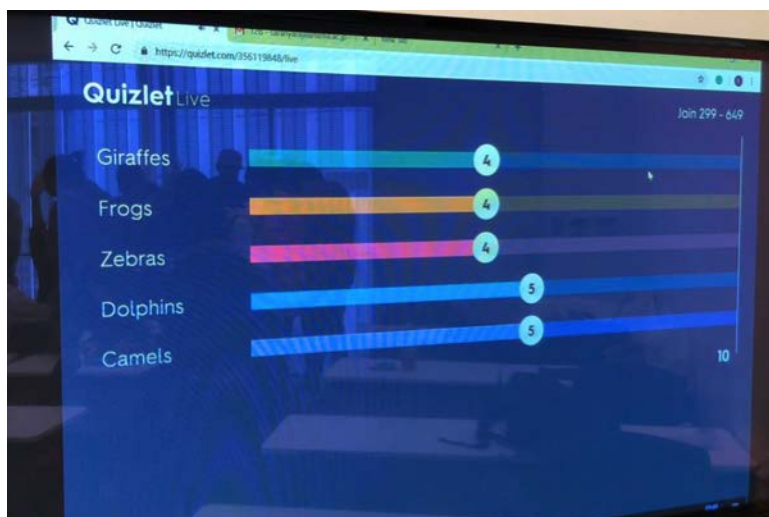 Quizlet Live | Quizlet
https://quizlet.com/356119848/live
Quizlet Live
Join 299 - 649
Giraffes 4
Frogs 4
Zebras 4
Dolphins 5
Camels 5
10